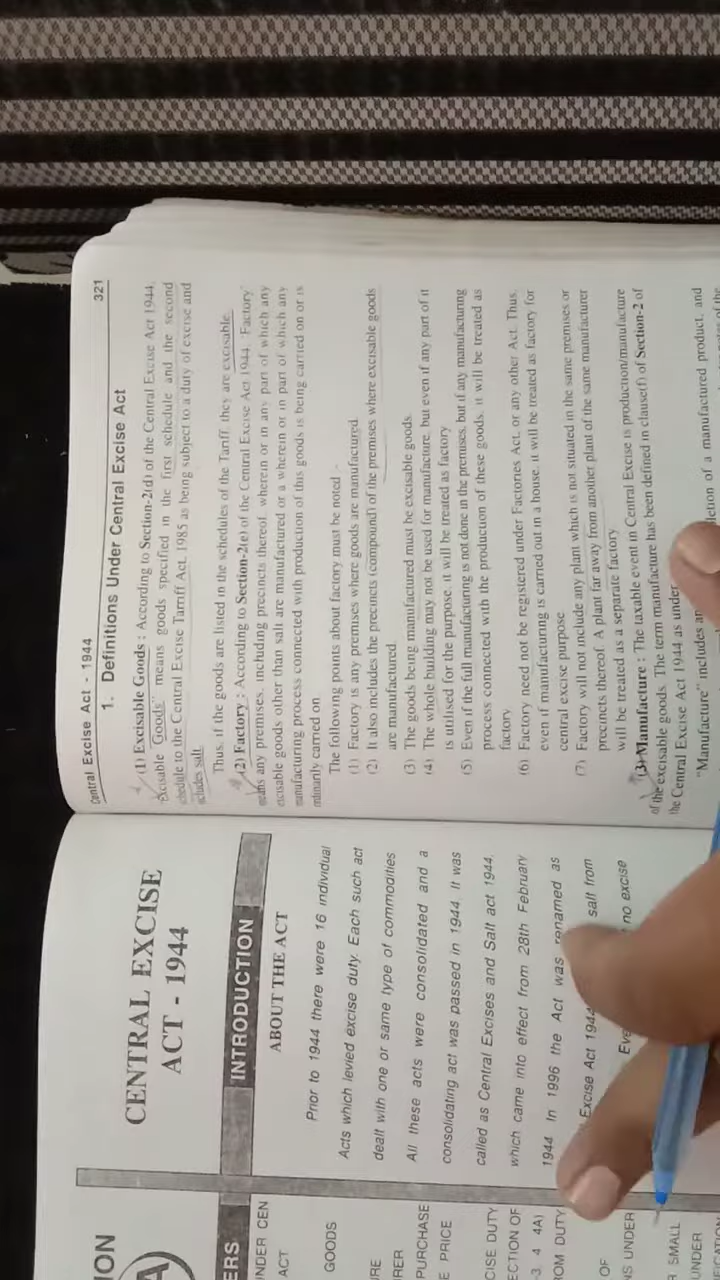 CENTRAL EXCISE
ACT - 1944
INTRODUCTION
ABOUT THE ACT
Prior to 1944 there were 16 individual
Acts which levied excise duty. Each such act
dealt with one or same type of commodities
All these acts were consolidated and a
consolidating act was passed in 1944. It was
called as Central Excises and Salt act 1944,
which came into effect from 28th February
1944 In 1996 the Act was renamed as
Excise Act 1944 salt from
no excise
ION
ERS
NDER CEN
ACT
GOODS
PURCHASE
E PRICE
CISE DUTY
ECTION OF
3. 4 4A)
OM DUTY
OF
IS UNDER
SMALL
UNDER
Central Excise Act - 1944 321
1. Definitions Under Central Excise Act
(1) Excisable Goods : According to Section-2(d) of the Central Excise Act 1944,
Excisable Goods" means goods specified in the first schedule and the second
schedule to the Central Excise Tarriff Act, 1985 as being subject to a duty of excise and
cludes salt
Thus, if the goods are listed in the schedules of the Tariff, they are excisable.
(2) Factory : According to Section-2(e) of the Central Excise Act 1944 'Factory'
means any premises, including precincts thereof, wherein or in any part of which any
excisable goods other than salt are manufactured or a wherein or in part of which any
manufacturing process connected with production of this goods is being carried on or is
rdinarily carried on
The following points about factory must be noted -
(1) Factory is any premises where goods are manufactured
(2) It also includes the precincts (compound) of the premises where excisable goods
are manufactured.
(3) The goods being manufactured must be excisable goods.
(4) The whole building may not be used for manufacture, but even if any part of it
is utilised for the purpose, it will be treated as factory
(5) Even if the full manufacturing is not done in the premises, but if any manufacturing
process connected with the production of these goods, it will be treated as
factory
(6) Factory need not be registered under Factories Act, or any other Act. Thus,
even if manufacturing is carried out in a house, it will be treated as factory for
central excise purpose
(7) Factory will not include any plant which is not situated in the same premises or
precincts thereof. A plant far away from another plant of the same manufacturer
will be treated as a separate factory
(3) Manufacture : The taxable event in Central Excise is production/manufacture
of the excisable goods. The term manufacture has been defined in clause(f) of Section-2 of
the Central Excise Act 1944 as under
"Manufacture" includes an letion of a manufactured product, and